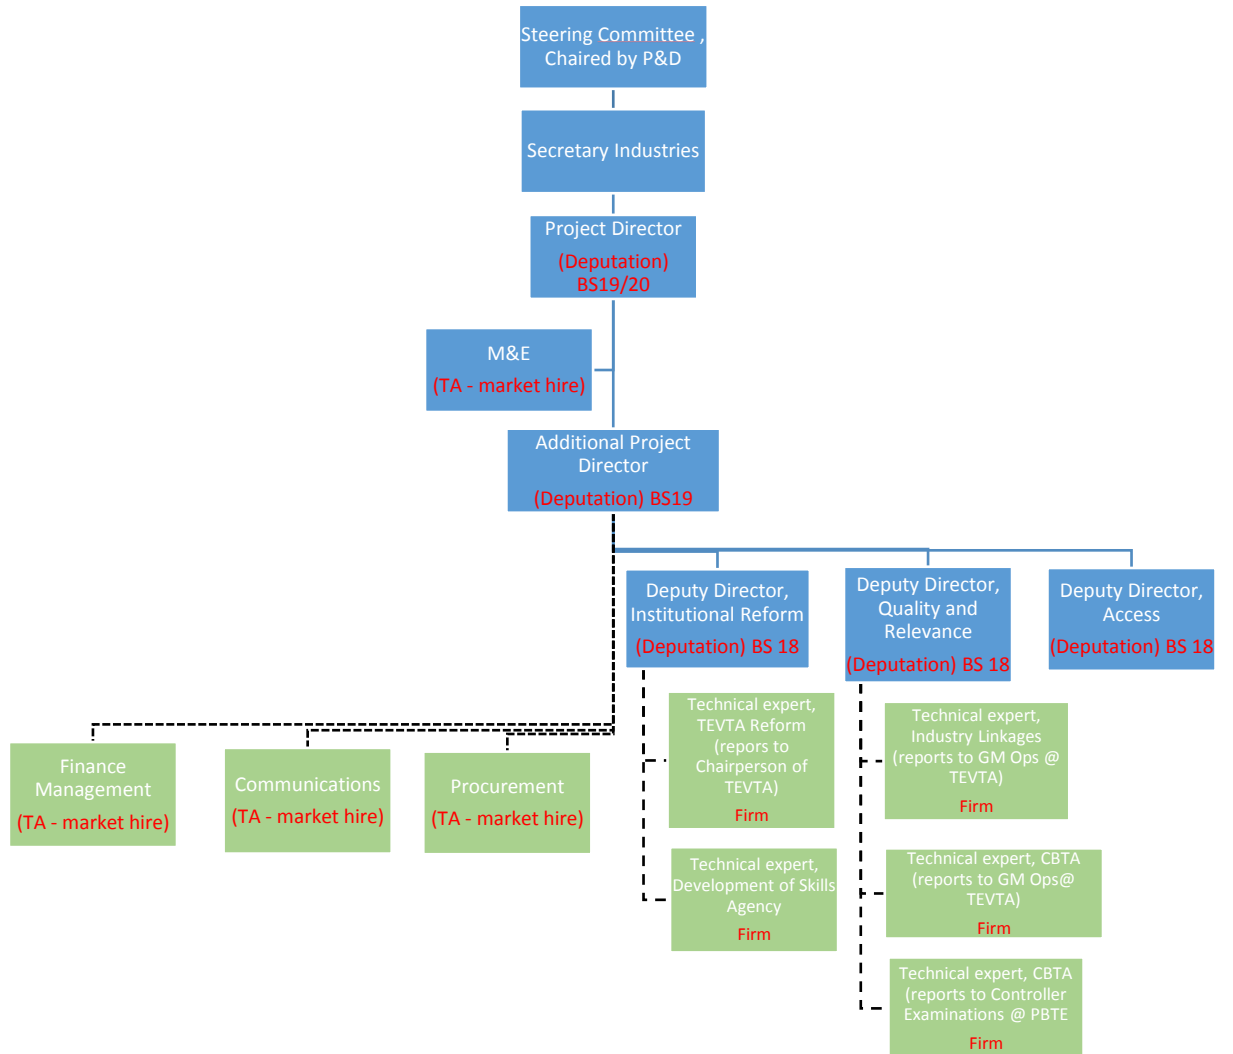 Steering Committee ,
Chaired by P&D
Secretary Industries
Project Director
(Deputation)
BS19/20
M&E
(TA - market hire)
Additional Project
Director
(Deputation) BS19
Deputy Director,
Institutional Reform
(Deputation) BS 18
Deputy Director,
Quality and
Relevance
(Deputation) BS 18
Deputy Director,
Access
(Deputation) BS 18
Finance
Management
(TA - market hire)
Communications
(TA - market hire)
Procurement
(TA - market hire)
Technical expert,
TEVTA Reform
(repors to
Chairperson of
TEVTA)
Firm
Technical expert,
Development of Skills
Agency
Firm
Technical expert,
Industry Linkages
(reports to GM Ops @
TEVTA)
Firm
Technical expert, CBTA
(reports to GM Ops@
TEVTA)
Firm
Technical expert, CBTA
(reports to Controller
Examinations @ PBTE
Firm